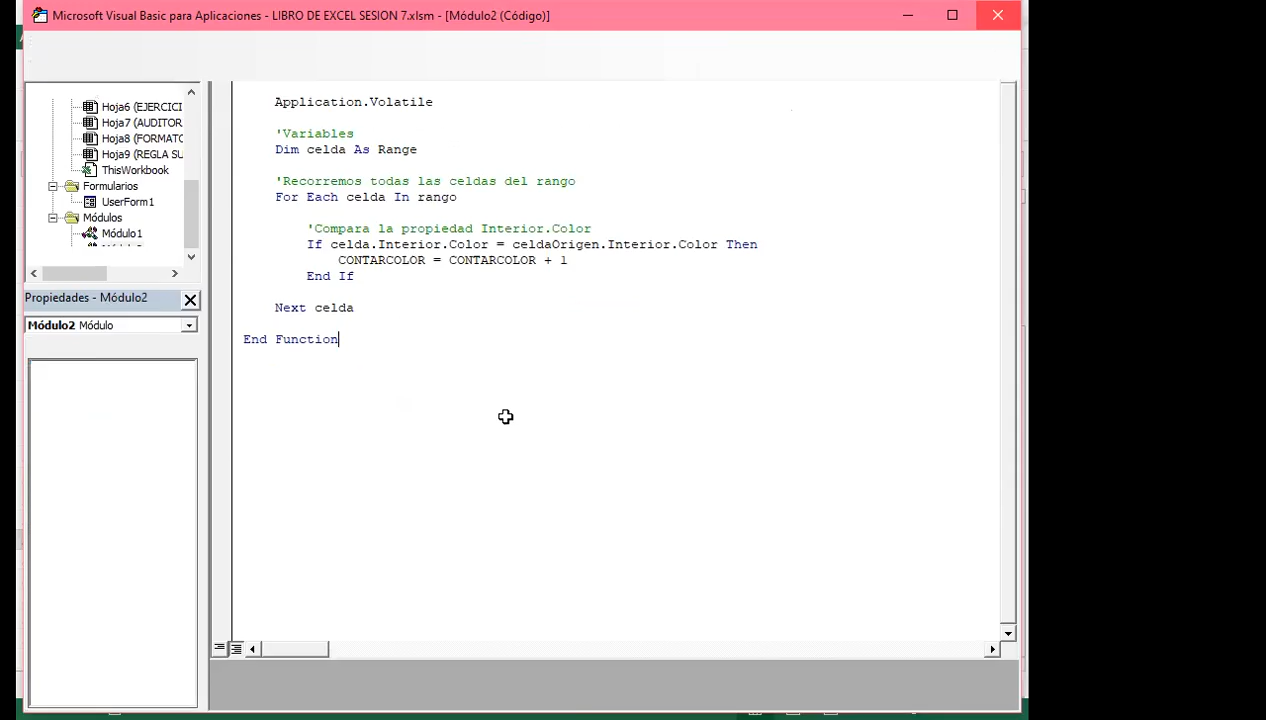 Microsoft Visual Basic para Aplicaciones - LIBRO DE EXCEL SESION 7.xlsm - [Módulo2 (Código)]
Hoja6 (EJERCICI
Hoja7 (AUDITOR
Hoja8 (FORMATO
Hoja9 (REGLA SU
ThisWorkbook
Formularios
UserForm1
Módulos
Módulo1
Propiedades - Módulo2
Módulo2 Módulo
Application.Volatile
'Variables
Dim celda As Range
'Recorremos todas las celdas del rango
For Each celda In rango
'Compara la propiedad Interior.Color
If celda.Interior.Color = celdaOrigen.Interior.Color Then
CONTARCOLOR = CONTARCOLOR + 1
End If
Next celda
End Function